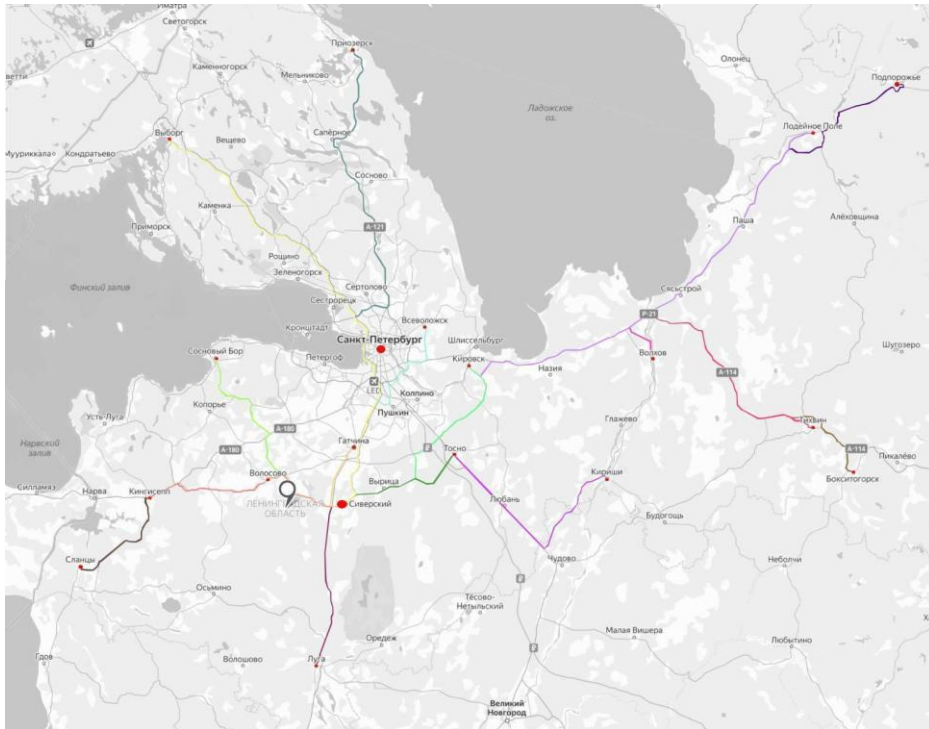 Иматра
Светогорск
Приозерск
Олонец
Каменногорск
Мельниково
Подпорожье
Ладожское
оз.
Выборг
Сапёрное
Лодейное Поле
Вещево
Мууриккала
Кондратьево
Сосново
Каменка
А-121
Паша
Алёховщина
Приморск
Рощино
Зеленогорск
Финский залив
Сертолово
Сясьстрой
Сестрорецк
Всеволожск
Р-21
Кронштадт
Санкт-Петербург
Шлиссельбург
Сосновый Бор
Петергоф
Кировск
Волхов
Шугозеро
LED
Назия
А-114
Колпино
Копорье
Пушкин
Усть-Луга
Глажево
Тихвин
А-180
Нарвский
залив
А-180
Гатчина
Тосно
А-114
Пикалёво
Волосово
Кириши
Бокситогорск
Силламяэ
Нарва
Кингисепп
Вырица
ЛЕНИНГРАДСКАЯ
ОБЛАСТЬ
Сиверский
Любань
Будогощь
Сланцы
Чудово
Неболчи
Осьмино
Тёсово-
Нетыльский
Малая Вишера
Оредеж
Любытино
Гдов
Волошово
Луга
Великий
Новгород